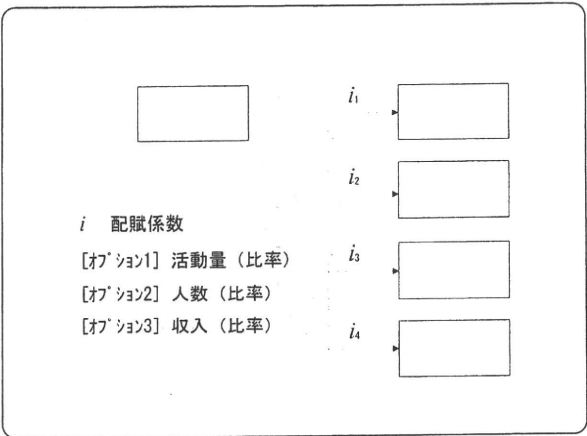 i₁
i₂
i 配賦係数
[ｵﾌﾟｼｮﾝ1] 活動量（比率）
i₃
[ｵﾌﾟｼｮﾝ2] 人数（比率）
[ｵﾌﾟｼｮﾝ3] 収入（比率）
i₄